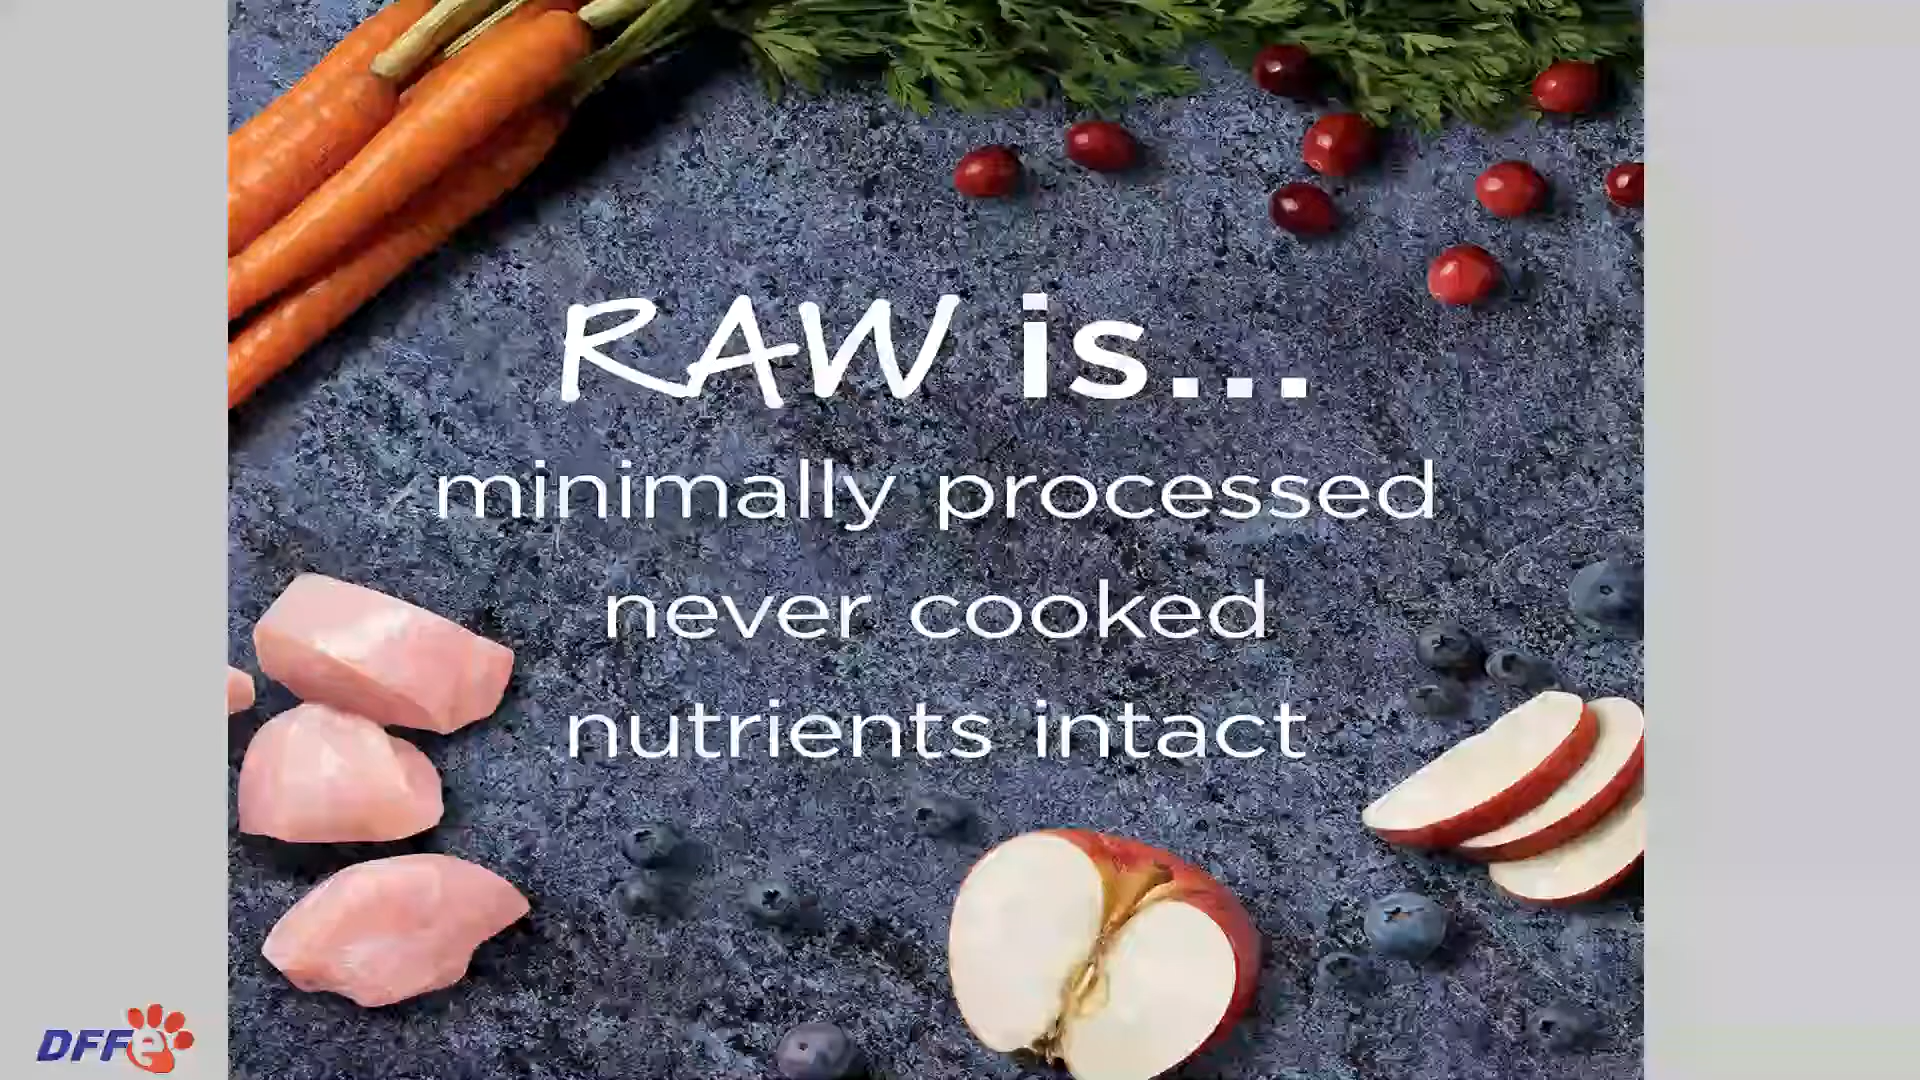 RAW is...
minimally processed
never cooked
nutrients intact
DFFe